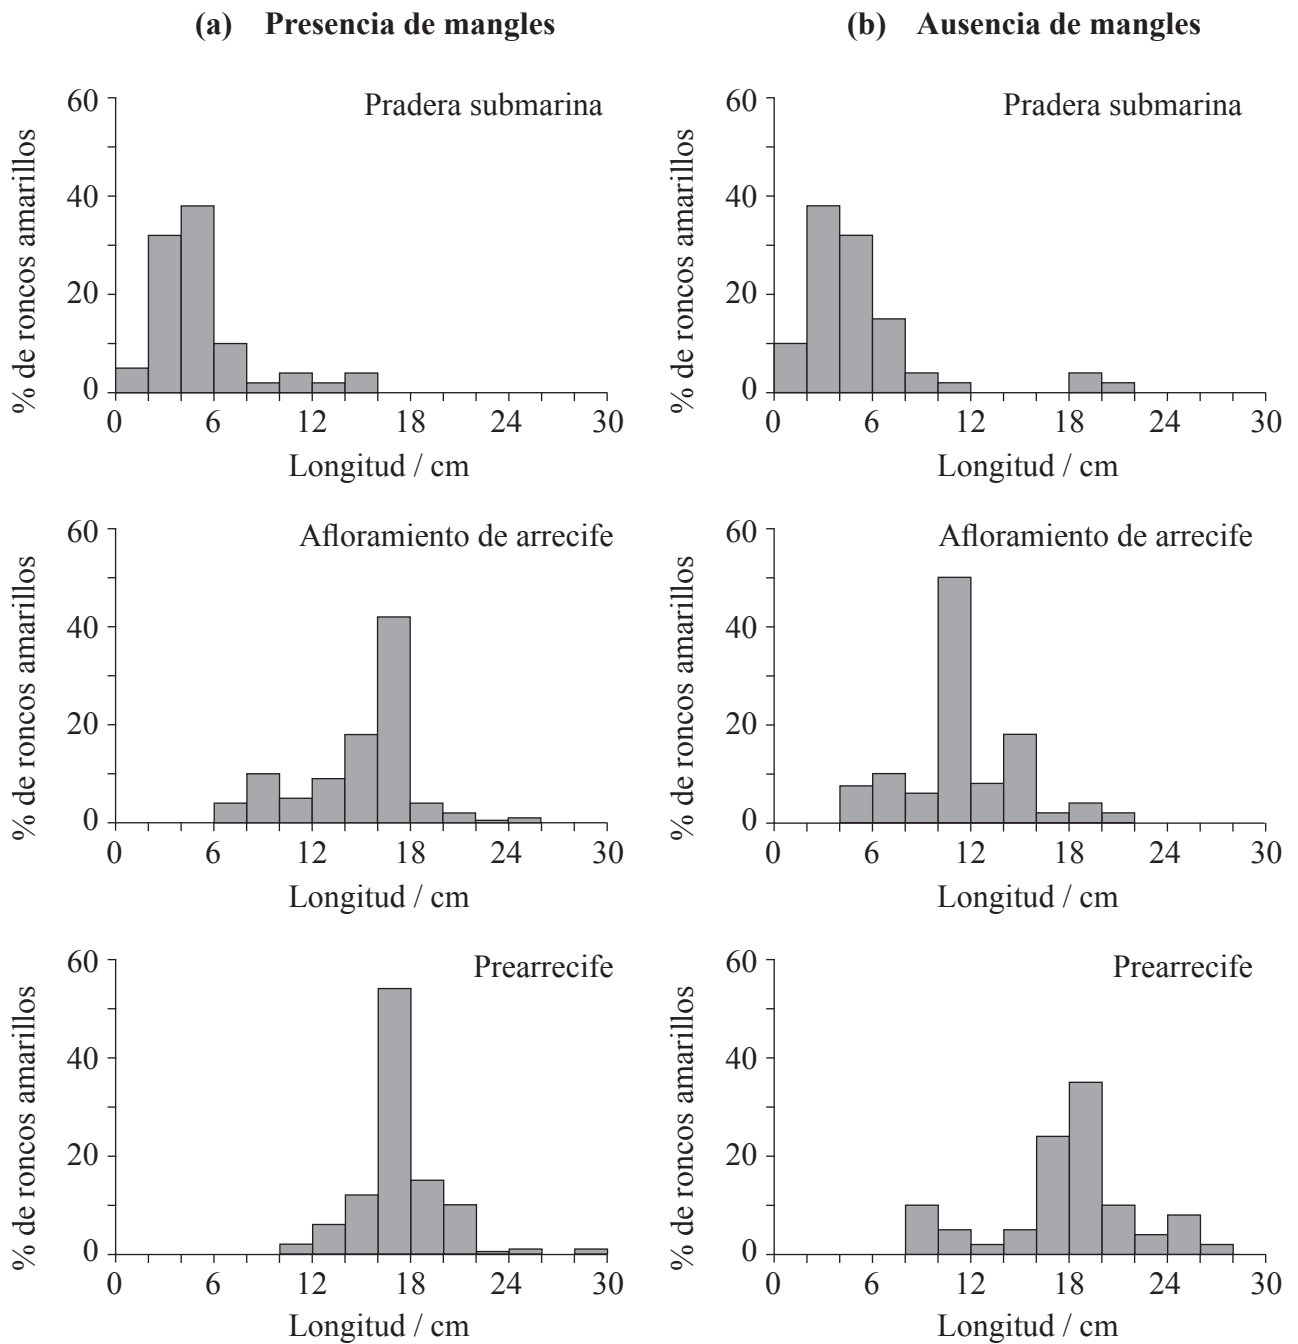 (a) Presencia de mangles
(b) Ausencia de mangles
Pradera submarina
% de roncos amarillos
60
40
20
0
0 6 12 18 24 30
Longitud / cm
Pradera submarina
% de roncos amarillos
60
40
20
0
0 6 12 18 24 30
Longitud / cm
Afloramiento de arrecife
% de roncos amarillos
60
40
20
0
0 6 12 18 24 30
Longitud / cm
Afloramiento de arrecife
% de roncos amarillos
60
40
20
0
0 6 12 18 24 30
Longitud / cm
Prearrecife
% de roncos amarillos
60
40
20
0
0 6 12 18 24 30
Longitud / cm
Prearrecife
% de roncos amarillos
60
40
20
0
0 6 12 18 24 30
Longitud / cm